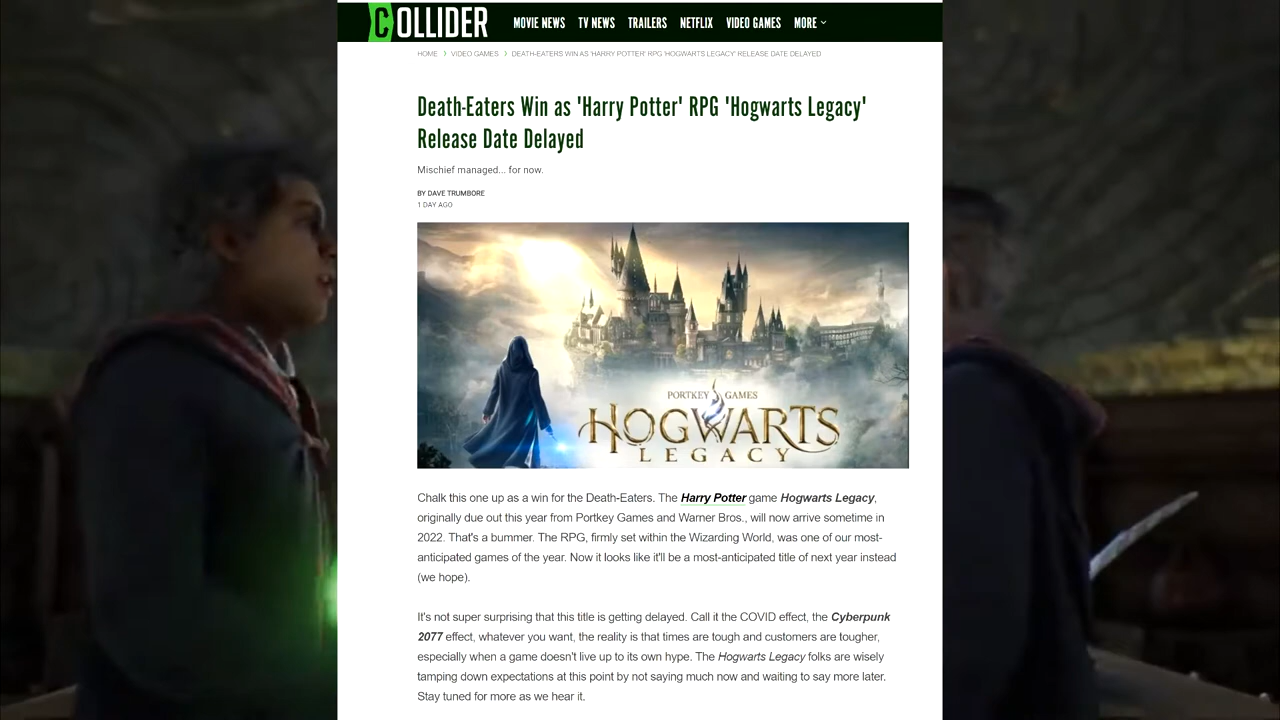 COLLIDER MOVIE NEWS TV NEWS TRAILERS NETFLIX VIDEO GAMES MORE
HOME > VIDEO GAMES > DEATH-EATERS WIN AS 'HARRY POTTER' RPG 'HOGWARTS LEGACY' RELEASE DATE DELAYED
Death-Eaters Win as 'Harry Potter' RPG 'Hogwarts Legacy'
Release Date Delayed
Mischief managed... for now.
BY DAVE TRUMBORE
1 DAY AGO
PORTKEY GAMES
HOGWARTS
LEGACY
Chalk this one up as a win for the Death-Eaters. The Harry Potter game Hogwarts Legacy,
originally due out this year from Portkey Games and Warner Bros., will now arrive sometime in
2022. That's a bummer. The RPG, firmly set within the Wizarding World, was one of our most-
anticipated games of the year. Now it looks like it'll be a most-anticipated title of next year instead
(we hope).
It's not super surprising that this title is getting delayed. Call it the COVID effect, the Cyberpunk
2077 effect, whatever you want, the reality is that times are tough and customers are tougher,
especially when a game doesn't live up to its own hype. The Hogwarts Legacy folks are wisely
tamping down expectations at this point by not saying much now and waiting to say more later.
Stay tuned for more as we hear it.